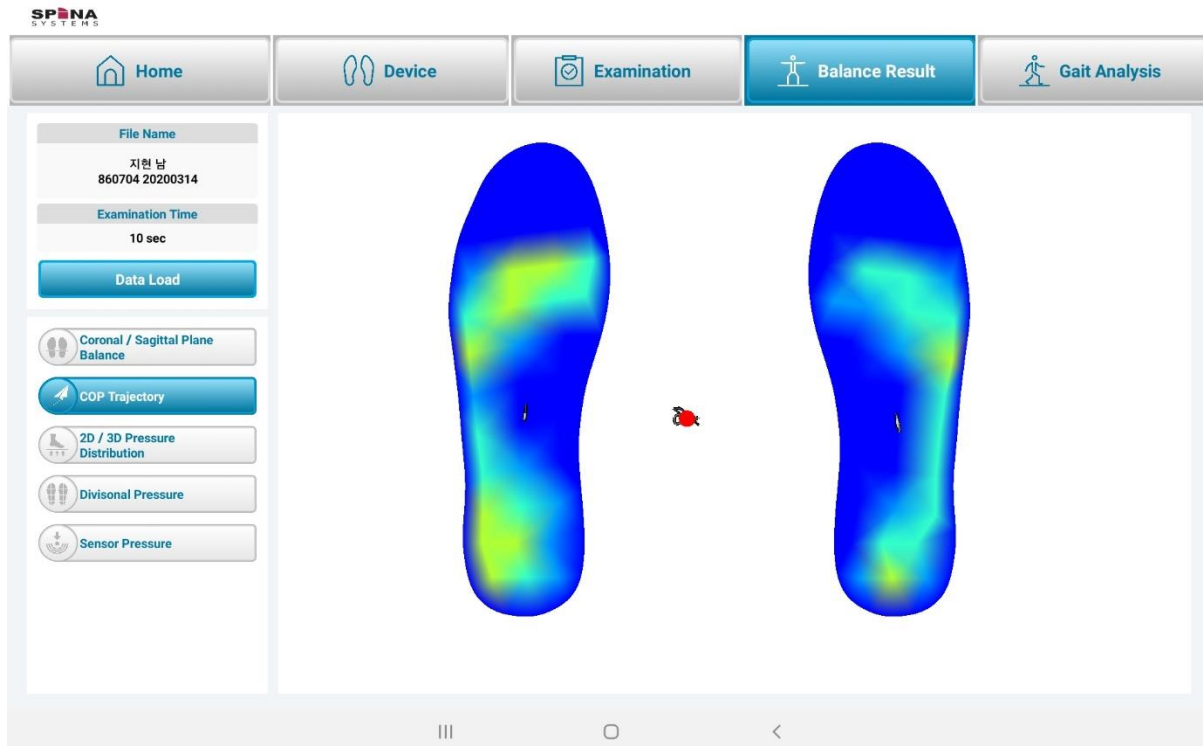 SPINA
SYSTEMS
Home
Device
Examination
Balance Result
Gait Analysis
File Name
지현 남
860704 20200314
Examination Time
10 sec
Data Load
Coronal / Sagittal Plane
Balance
COP Trajectory
2D / 3D Pressure
Distribution
Divisonal Pressure
Sensor Pressure